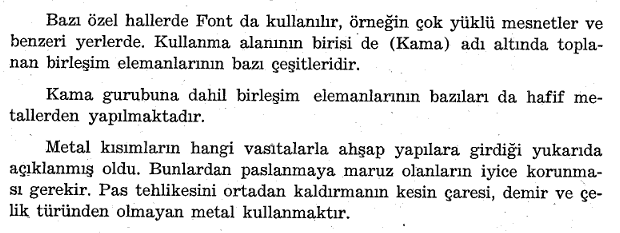 Bazı özel hallerde Font da kullanılır, örneğin çok yüklü mesnetler ve
benzeri yerlerde. Kullanma alanının birisi de (Kama) adı altında topla-
nan birleşim elemanlarının bazı çeşitleridir.
Kama gurubuna dahil birleşim elemanlarının bazıları da hafif me-
tallerden yapılmaktadır.
Metal kısımların hangi vasıtalarla ahşap yapılara girdiği yukarıda
açıklanmış oldu. Bunlardan paslanmaya maruz olanların iyice korunma-
sı gerekir. Pas tehlikesini ortadan kaldırmanın kesin çaresi, demir ve çe-
lik türünden olmayan metal kullanmaktır.